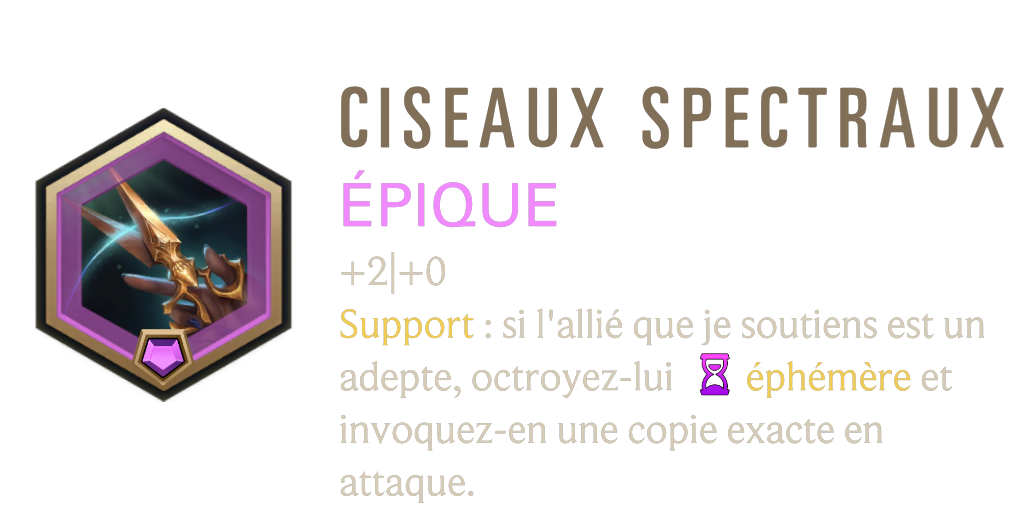 CISEAUX SPECTRAUX
ÉPIQUE
+2|+0
Support : si l'allié que je soutiens est un
adepte, octroyez-lui éphémère et
invoquez-en une copie exacte en
attaque.